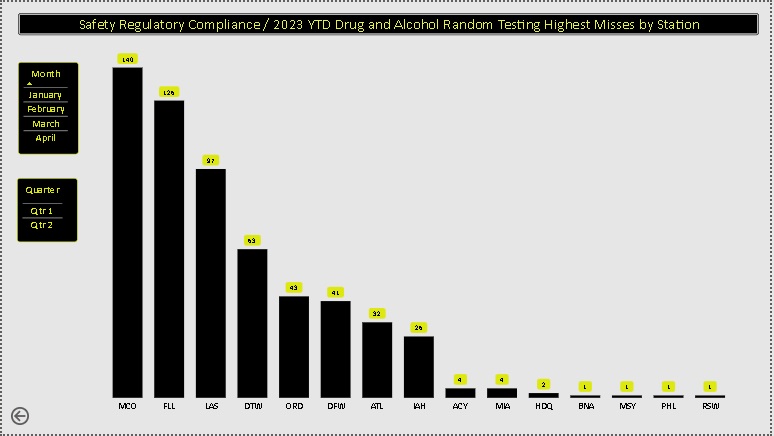 Safety Regulatory Compliance / 2023 YTD Drug and Alcohol Random Testing Highest Misses by Station
Month
January
February
March
April
Quarter
Qtr 1
Qtr 2
140
126
97
63
43
41
32
26
4
4
2
1
1
1
1
MCO FLL LAS DTW ORD DFW ATL IAH ACY MIA HDQ BNA MSY PHL RSW